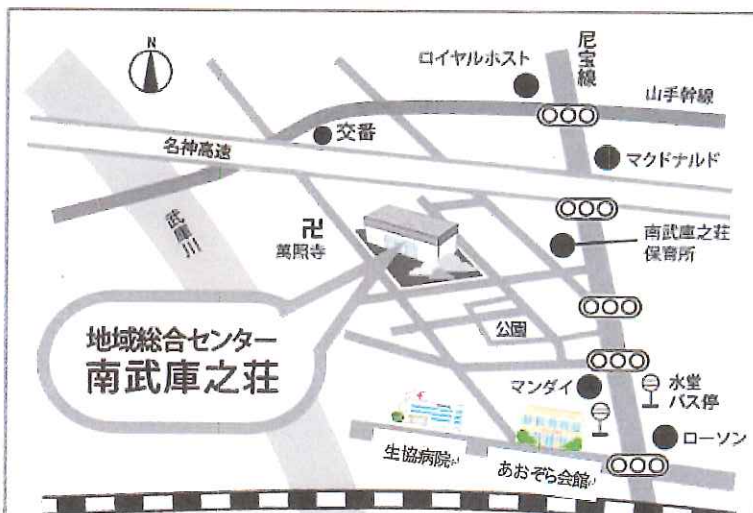 N
ロイヤルホスト
尼宝線
山手幹線
交番
名神高速
マクドナルド
武庫川
卍
萬照寺
南武庫之荘
保育所
地域総合センター
南武庫之荘
公園
マンダイ
水堂
バス停
ローソン
生協病院
あおぞら会館